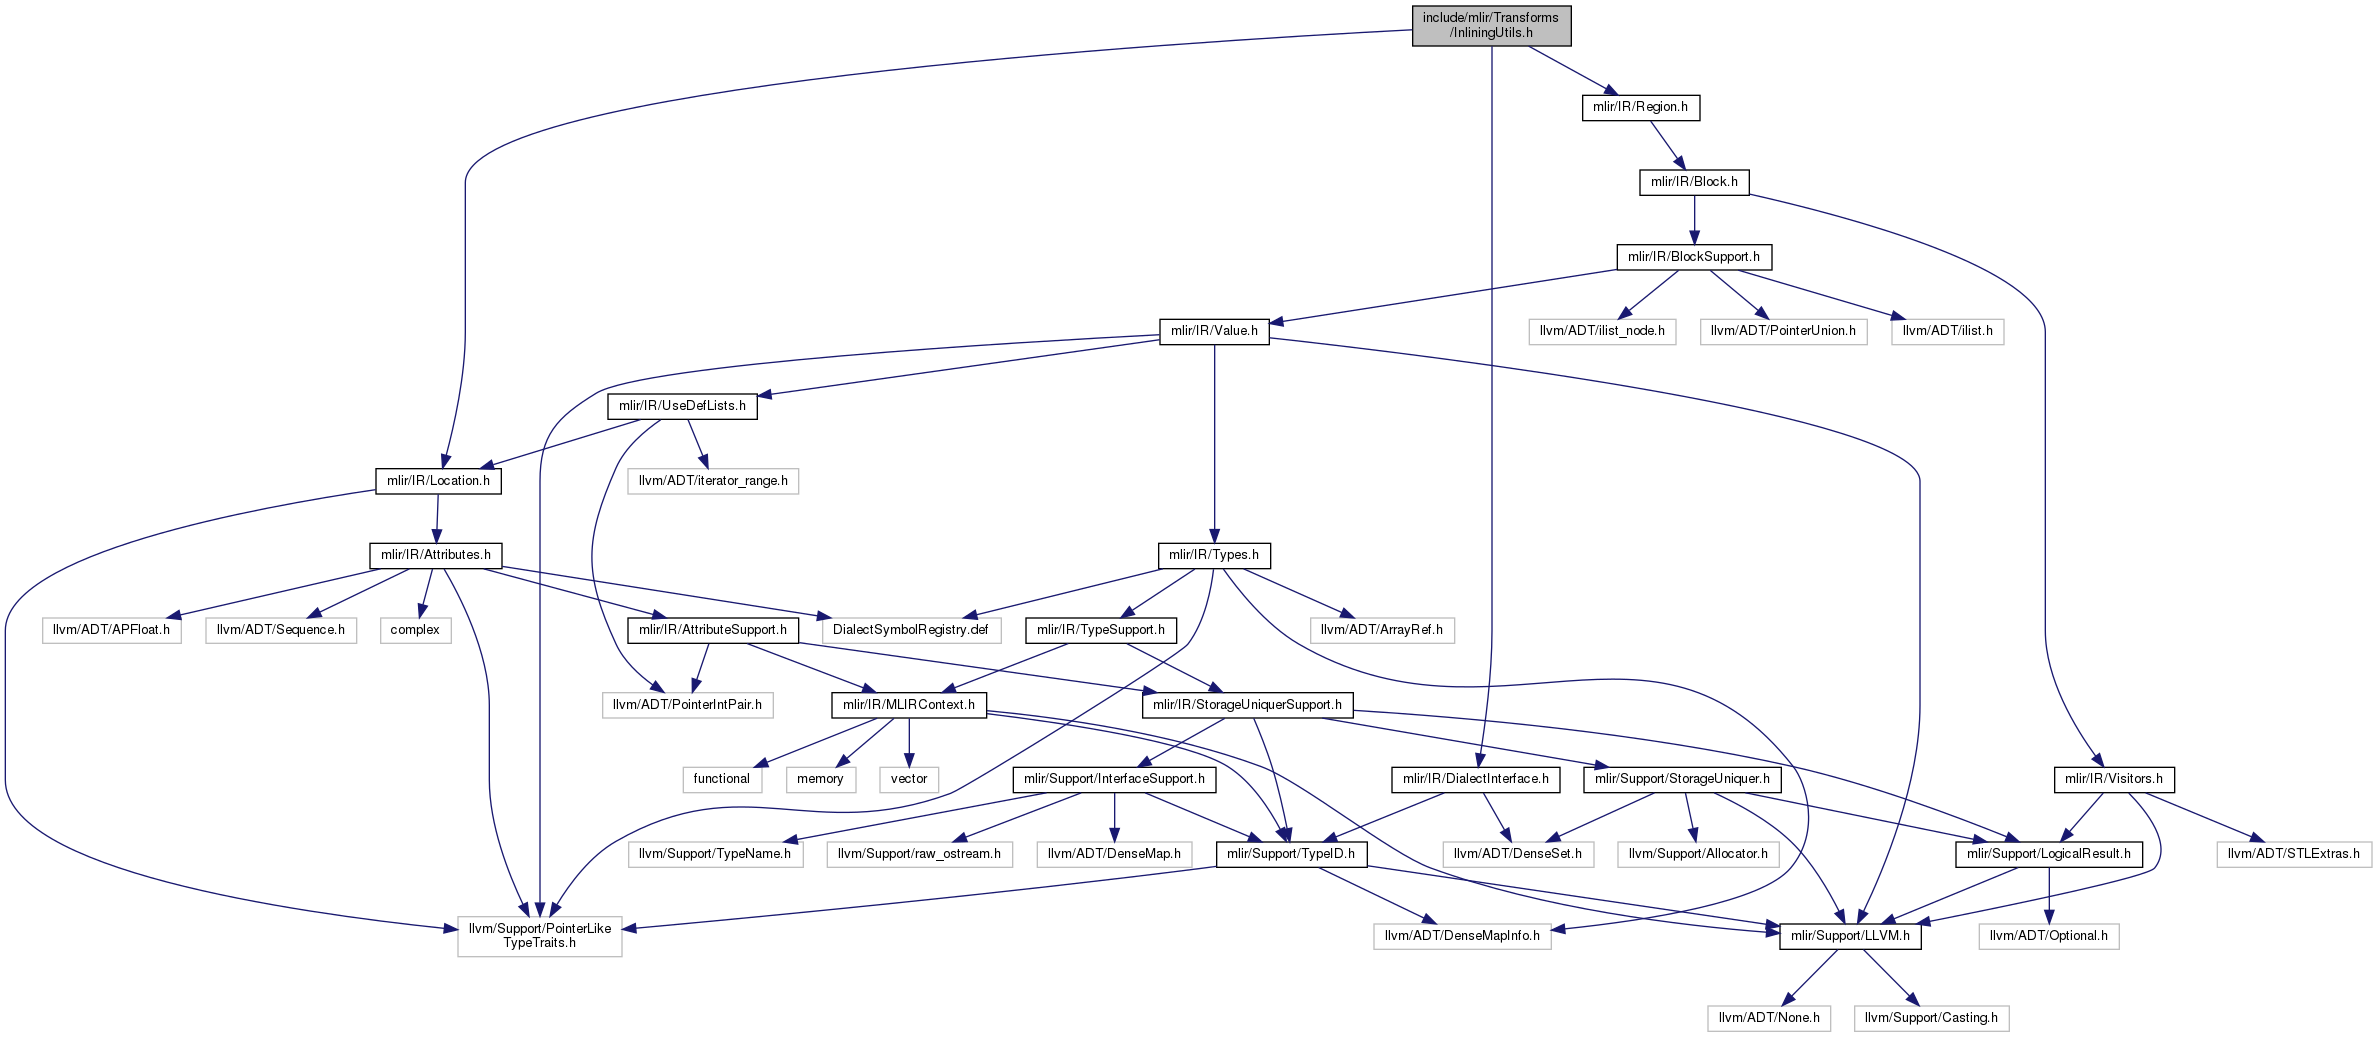 include/mlir/Transforms
/InliningUtils.h
mlir/IR/Region.h
mlir/IR/Block.h
mlir/IR/BlockSupport.h
mlir/IR/Value.h
llvm/ADT/ilist_node.h
llvm/ADT/PointerUnion.h
llvm/ADT/ilist.h
mlir/IR/UseDefLists.h
mlir/IR/Location.h
llvm/ADT/iterator_range.h
mlir/IR/Attributes.h
mlir/IR/Types.h
llvm/ADT/APFloat.h
llvm/ADT/Sequence.h
complex
mlir/IR/AttributeSupport.h
DialectSymbolRegistry.def
mlir/IR/TypeSupport.h
llvm/ADT/ArrayRef.h
llvm/ADT/PointerIntPair.h
mlir/IR/MLIRContext.h
mlir/IR/StorageUniquerSupport.h
functional
memory
vector
mlir/Support/InterfaceSupport.h
mlir/IR/DialectInterface.h
mlir/Support/StorageUniquer.h
mlir/IR/Visitors.h
llvm/Support/TypeName.h
llvm/Support/raw_ostream.h
llvm/ADT/DenseMap.h
mlir/Support/TypeID.h
llvm/ADT/DenseSet.h
llvm/Support/Allocator.h
mlir/Support/LogicalResult.h
llvm/ADT/STLExtras.h
llvm/Support/PointerLike
TypeTraits.h
llvm/ADT/DenseMapInfo.h
mlir/Support/LLVM.h
llvm/ADT/Optional.h
llvm/ADT/None.h
llvm/Support/Casting.h